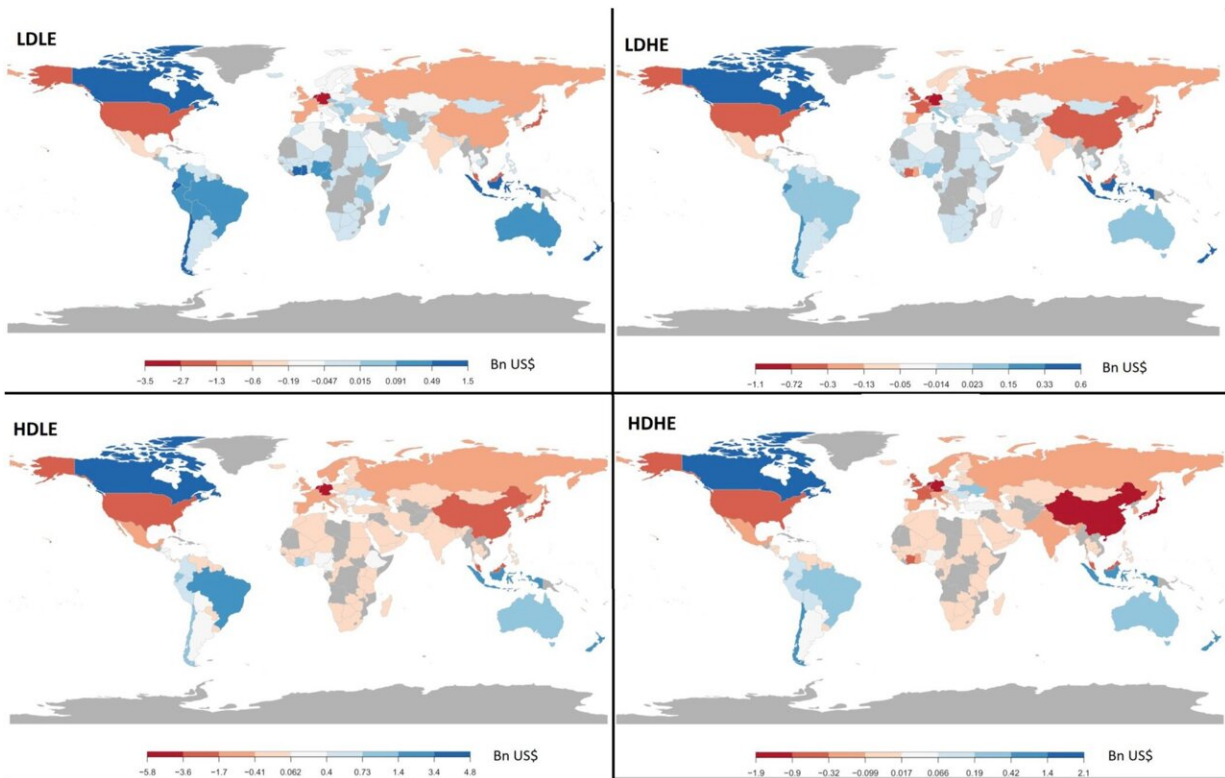 LDLE
Bn US$
−3.5 −2.7 −1.3 −0.6 −0.19 −0.047 0.015 0.091 0.49 1.5
LDHE
Bn US$
−1.1 −0.72 −0.3 −0.13 −0.05 −0.014 0.023 0.15 0.33 0.6
HDLE
Bn US$
−5.8 −3.6 −1.7 −0.41 0.062 0.4 0.73 1.4 3.4 4.8
HDHE
Bn US$
−1.9 −0.9 −0.32 −0.099 0.017 0.066 0.19 0.42 1.4 2.1